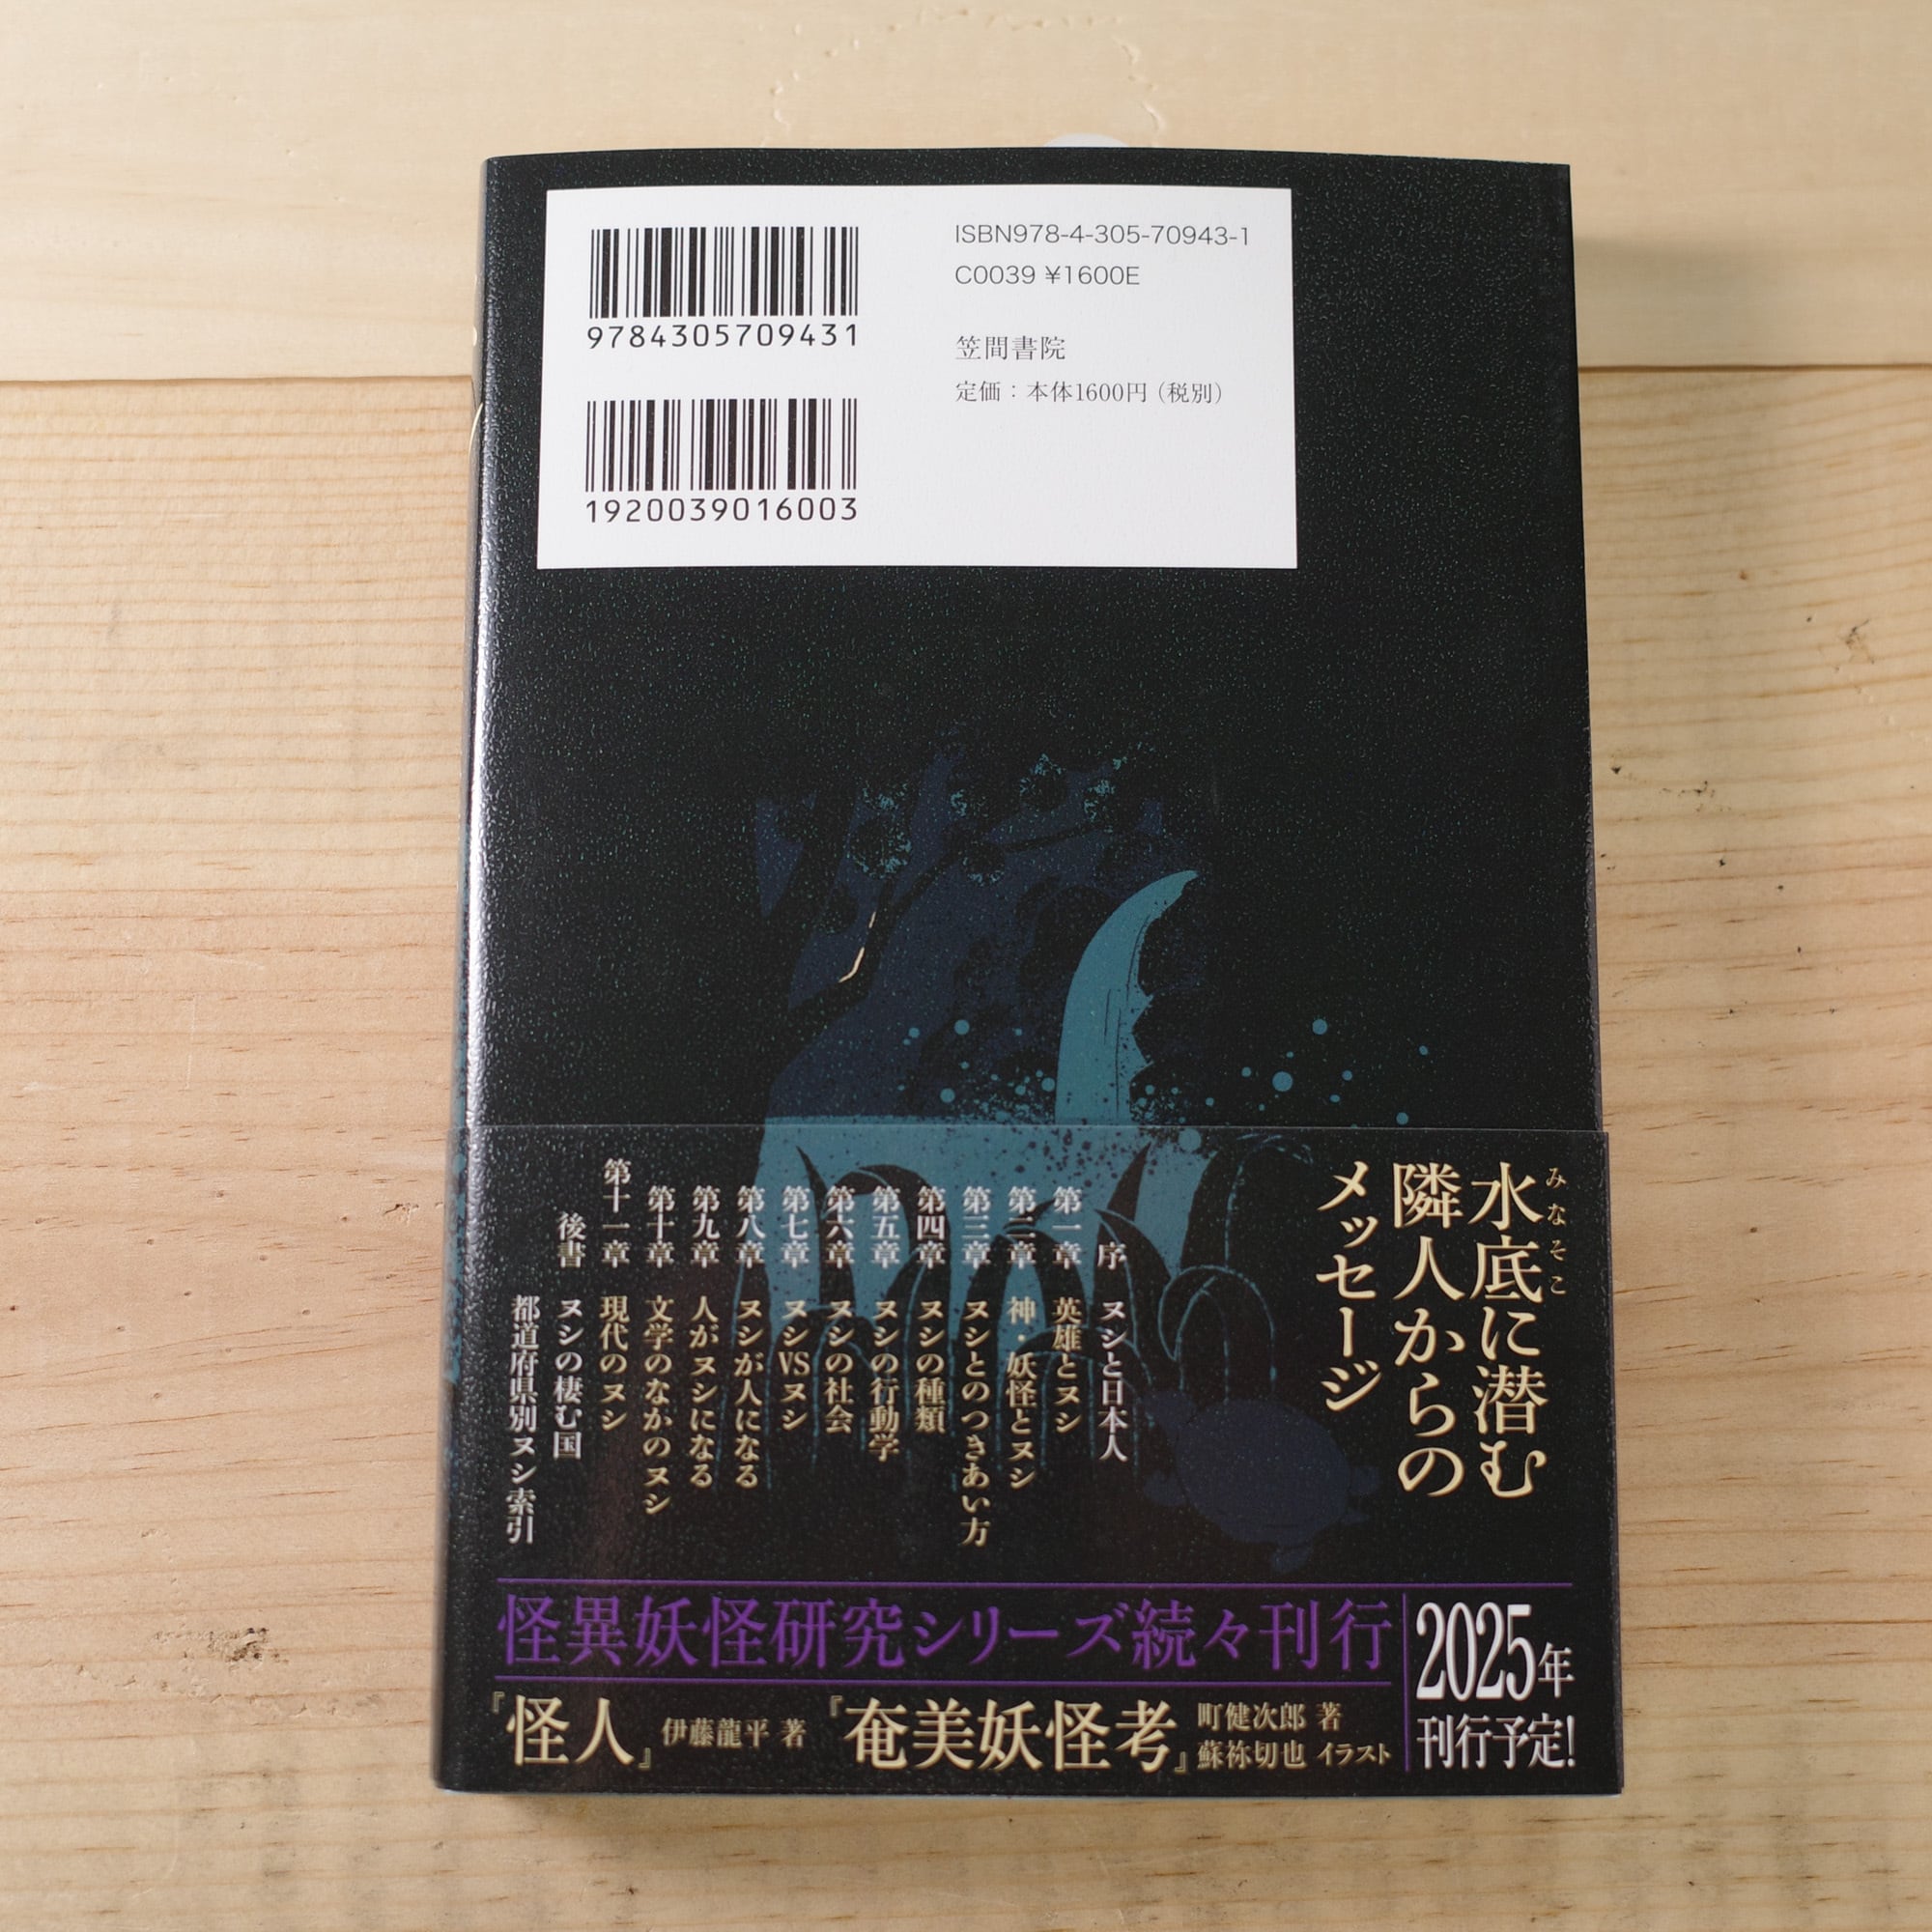 9784305709431
1920039016003
ISBN978-4-305-70943-1
C0039 ¥1600E
笠間書院
定価：本体1600円（税別）
水底に潜む
みなそこ
隣人からの
メッセージ
序　ヌシと日本人
第一章　英雄とヌシ
第二章　神・妖怪とヌシ
第三章　ヌシとのつきあい方
第四章　ヌシの種類
第五章　ヌシの行動学
第六章　ヌシの社会
第七章　ヌシVSヌシ
第八章　ヌシが人になる
第九章　人がヌシになる
第十章　文学のなかのヌシ
第十一章　現代のヌシ
後書　ヌシの棲む国
都道府県別ヌシ索引
怪異妖怪研究シリーズ続々刊行
『怪人』伊藤龍平 著
『奄美妖怪考』町健次郎 著
蘇祢切也 イラスト
2025年
刊行予定!